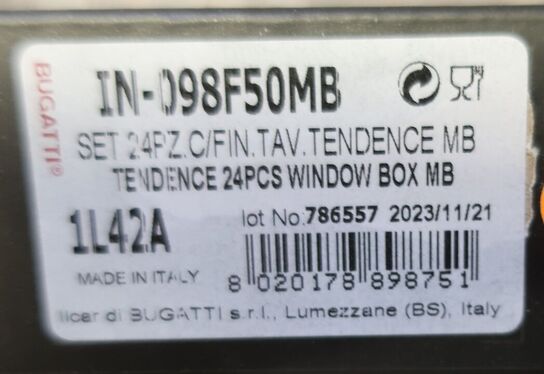 BUGATTI®
IN-098F50MB
SET 24PZ.C/FIN.TAV.TENDENCE MB
TENDENCE 24PCS WINDOW BOX MB
1L42A
lot No:786557 2023/11/21
MADE IN ITALY
8 020178 898751
di BUGATTI s.r.l., Lumezzane (BS), Italy